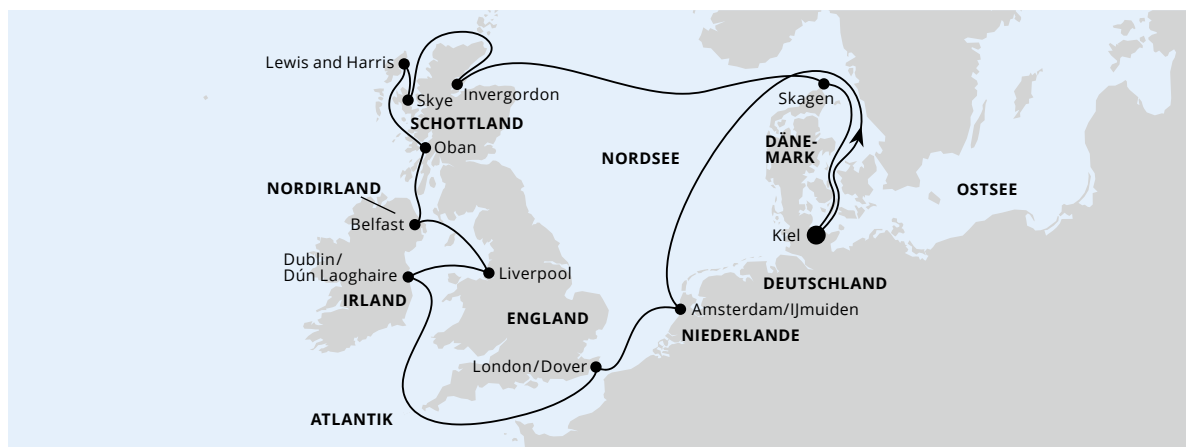 Lewis and Harris
Skye
Invergordon
SCHOTTLAND
Oban
Skagen
DÄNE-
MARK
NORDSEE
OSTSEE
NORDIRLAND
Belfast
Kiel
Dublin/
Dún Laoghaire
IRLAND
Liverpool
DEUTSCHLAND
ENGLAND
Amsterdam/IJmuiden
NIEDERLANDE
London/Dover
ATLANTIK